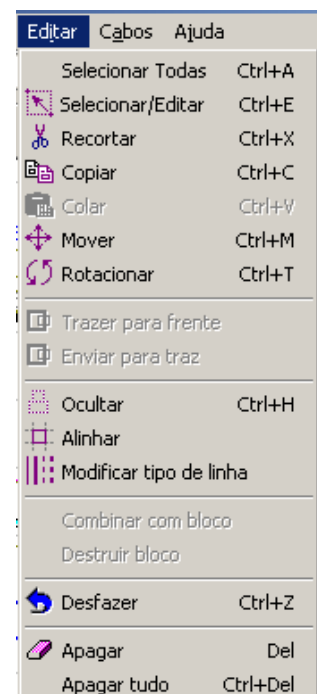 Editar Cabos Ajuda
Selecionar Todas Ctrl+A
Selecionar/Editar Ctrl+E
Recortar Ctrl+X
Copiar Ctrl+C
Colar Ctrl+V
Mover Ctrl+M
Rotacionar Ctrl+T
Trazer para frente
Enviar para traz
Ocultar Ctrl+H
Alinhar
Modificar tipo de linha
Combinar com bloco
Destruir bloco
Desfazer Ctrl+Z
Apagar Del
Apagar tudo Ctrl+Del